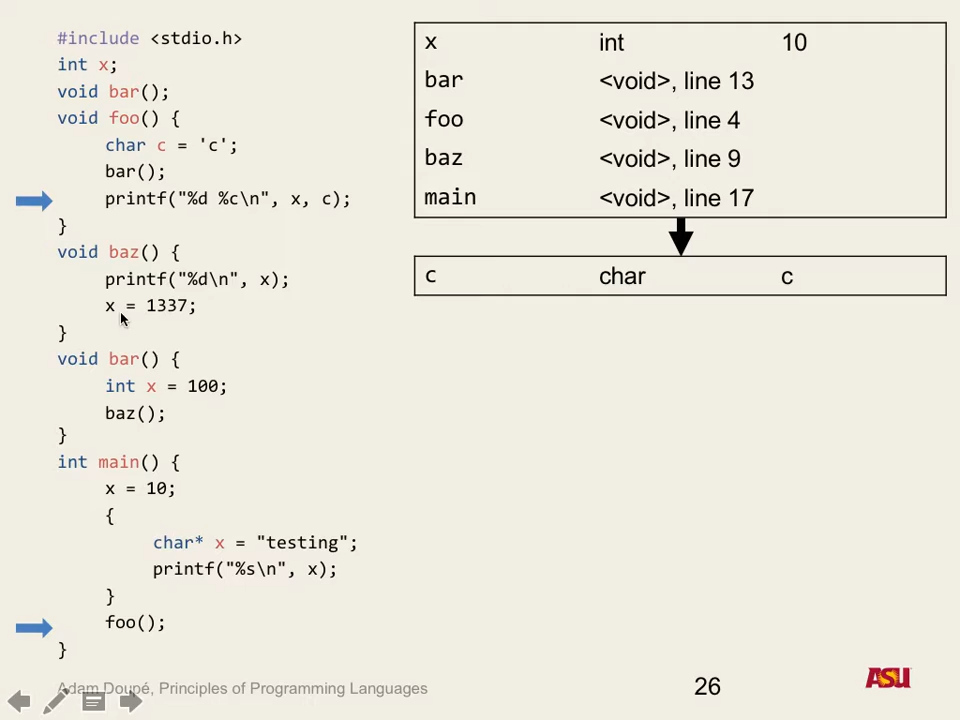 #include <stdio.h>
int x;
void bar();
void foo() {
char c = 'c';
bar();
printf("%d %c\n", x, c);
}
void baz() {
printf("%d\n", x);
x = 1337;
}
void bar() {
int x = 100;
baz();
}
int main() {
x = 10;
{
char* x = "testing";
printf("%s\n", x);
}
foo();
}
x int 10
bar <void>, line 13
foo <void>, line 4
baz <void>, line 9
main <void>, line 17
c char c
Adam Doupé, Principles of Programming Languages
26
ASU